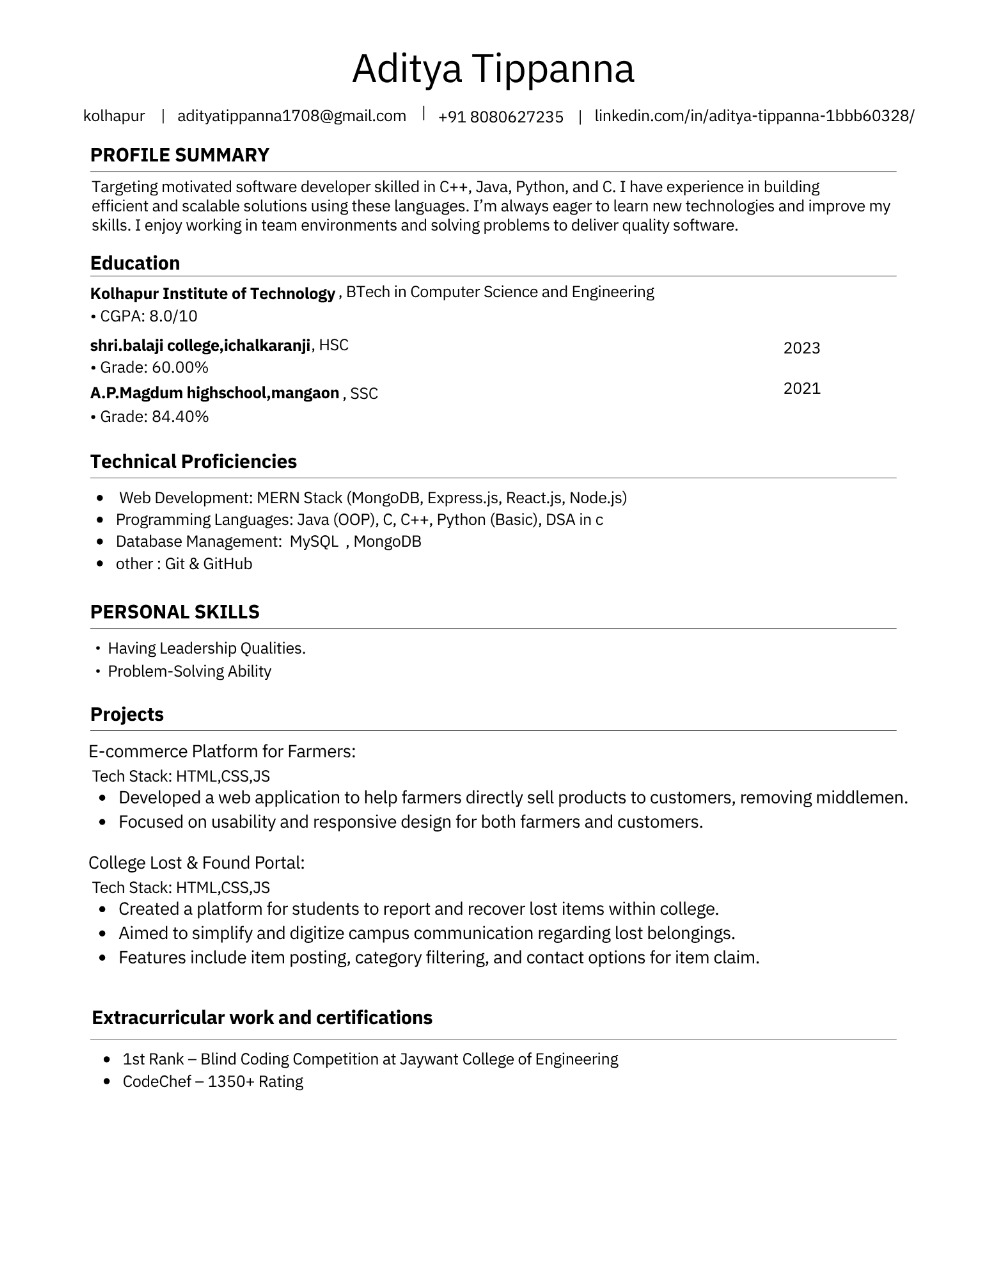 Aditya Tippanna
kolhapur | adityatippanna1708@gmail.com | +91 8080627235 | linkedin.com/in/aditya-tippanna-1bbb60328/
PROFILE SUMMARY
Targeting motivated software developer skilled in C++, Java, Python, and C. I have experience in building
efficient and scalable solutions using these languages. I’m always eager to learn new technologies and improve my
skills. I enjoy working in team environments and solving problems to deliver quality software.
Education
Kolhapur Institute of Technology , BTech in Computer Science and Engineering
• CGPA: 8.0/10
shri.balaji college,ichalkaranji, HSC 2023
• Grade: 60.00%
A.P.Magdum highschool,mangaon , SSC 2021
• Grade: 84.40%
Technical Proficiencies
• Web Development: MERN Stack (MongoDB, Express.js, React.js, Node.js)
• Programming Languages: Java (OOP), C, C++, Python (Basic), DSA in c
• Database Management: MySQL , MongoDB
• other : Git & GitHub
PERSONAL SKILLS
• Having Leadership Qualities.
• Problem-Solving Ability
Projects
E-commerce Platform for Farmers:
Tech Stack: HTML,CSS,JS
• Developed a web application to help farmers directly sell products to customers, removing middlemen.
• Focused on usability and responsive design for both farmers and customers.
College Lost & Found Portal:
Tech Stack: HTML,CSS,JS
• Created a platform for students to report and recover lost items within college.
• Aimed to simplify and digitize campus communication regarding lost belongings.
• Features include item posting, category filtering, and contact options for item claim.
Extracurricular work and certifications
• 1st Rank – Blind Coding Competition at Jaywant College of Engineering
• CodeChef – 1350+ Rating